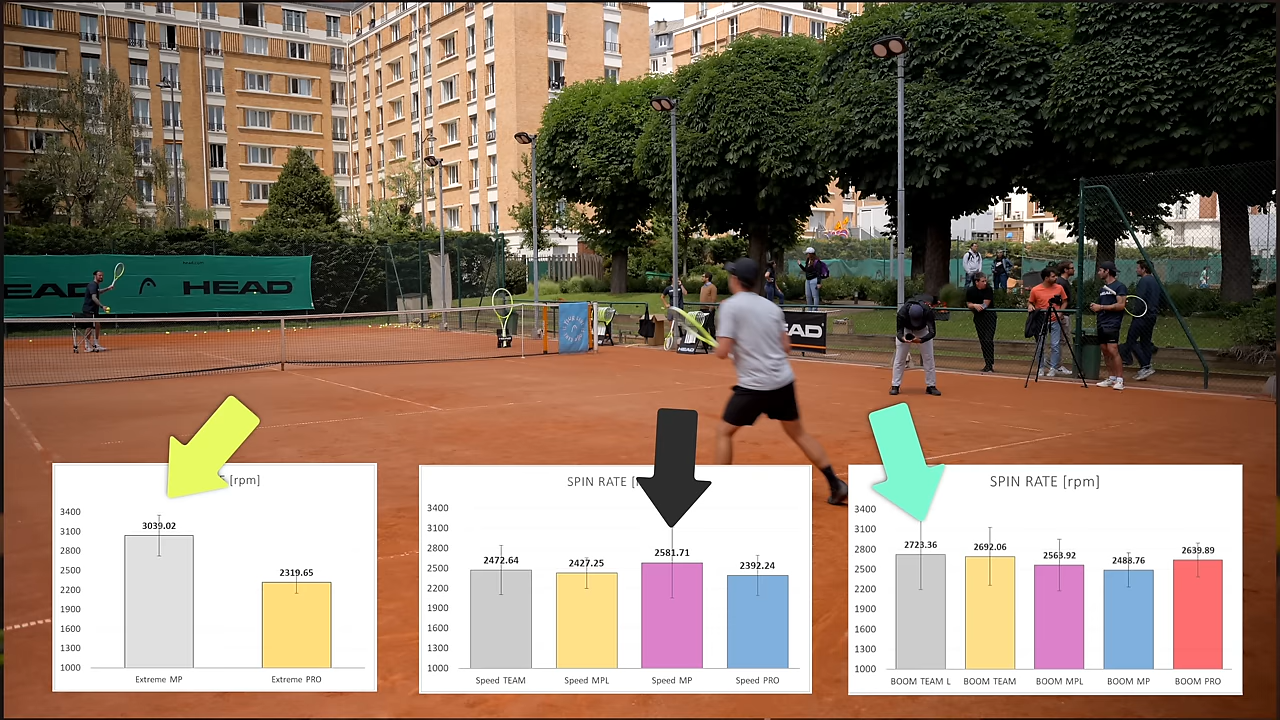 EAD
HEAD
EAD
HEAD
[rpm]
3400
3100
2800
2500
2200
1900
1600
1300
1000
3039.02
2319.65
Extreme MP
Extreme PRO
SPIN RATE [
3400
3100
2800
2500
2200
1900
1600
1300
1000
2472.64
2427.25
2581.71
2392.24
Speed TEAM
Speed MPL
Speed MP
Speed PRO
SPIN RATE [rpm]
3400
3100
2800
2500
2200
1900
1600
1300
1000
2723.36
2692.06
2563.92
2488.76
2639.89
BOOM TEAM L
BOOM TEAM
BOOM MPL
BOOM MP
BOOM PRO